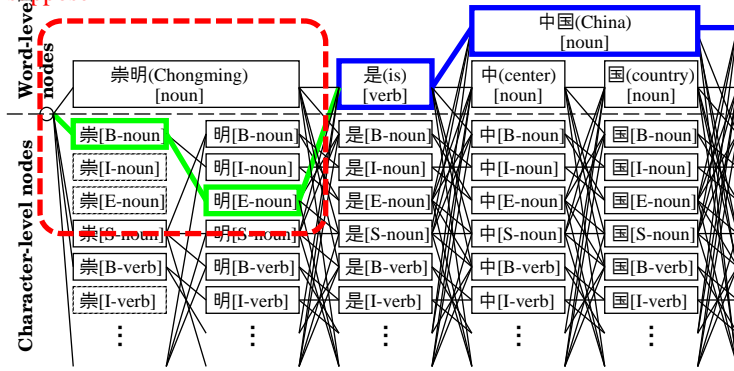 Word-level
nodes
中国(China)
[noun]
崇明(Chongming)
[noun]
是(is)
[verb]
中(center)
[noun]
国(country)
[noun]
Character-level nodes
崇[B-noun]
明[B-noun]
是[B-noun]
中[B-noun]
国[B-noun]
崇[I-noun]
明[I-noun]
是[I-noun]
中[I-noun]
国[I-noun]
崇[E-noun]
明[E-noun]
是[E-noun]
中[E-noun]
国[E-noun]
崇[S-noun]
明[S-noun]
是[S-noun]
中[S-noun]
国[S-noun]
崇[B-verb]
明[B-verb]
是[B-verb]
中[B-verb]
国[B-verb]
崇[I-verb]
明[I-verb]
是[I-verb]
中[I-verb]
国[I-verb]